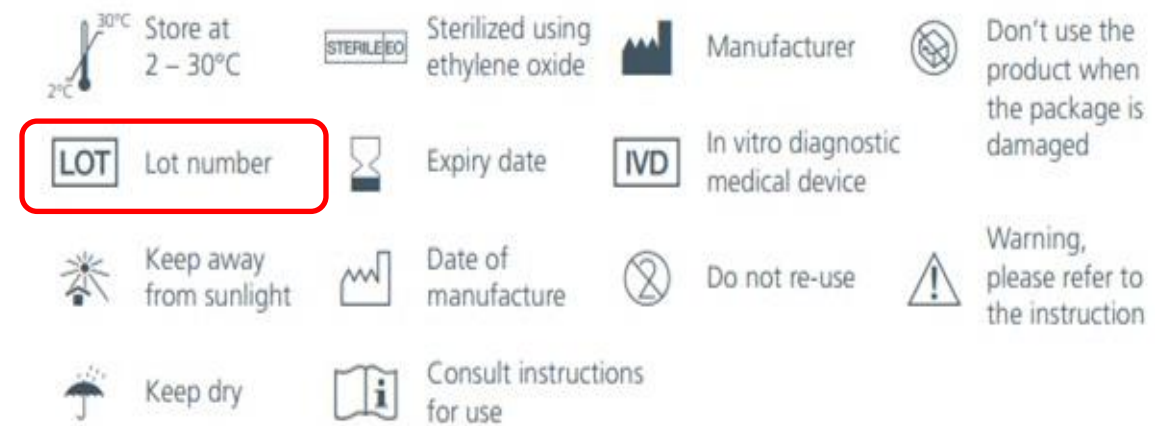 30°C
2°C
Store at
2 – 30°C
STERILE EO
Sterilized using
ethylene oxide
Manufacturer
Don't use the
product when
the package is
damaged
LOT
Lot number
Expiry date
IVD
In vitro diagnostic
medical device
Keep away
from sunlight
Date of
manufacture
2
Do not re-use
!
Warning,
please refer to
the instruction
Keep dry
i
Consult instructions
for use